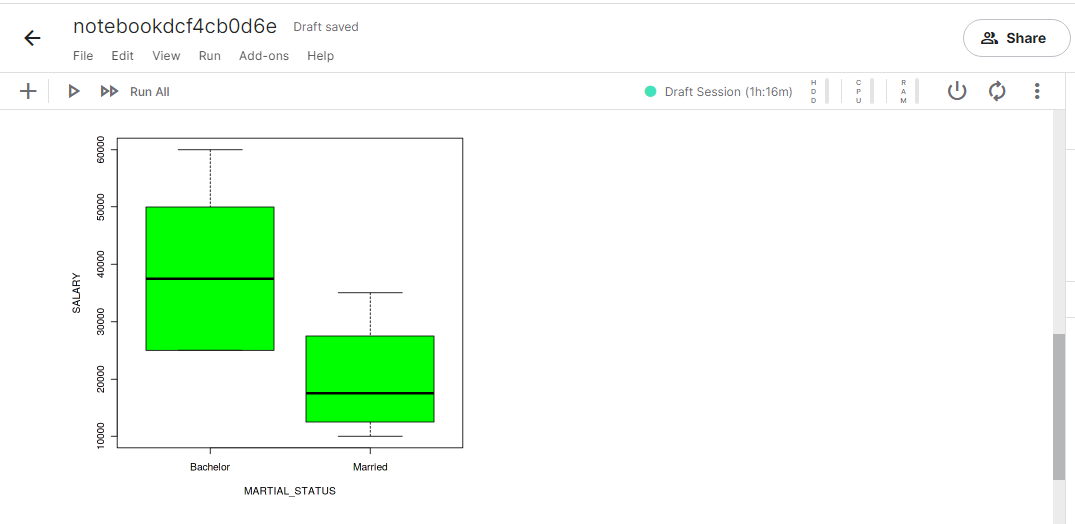 notebookdcf4cb0d6e Draft saved
Share
File Edit View Run Add-ons Help
Run All
Draft Session (1h:16m)
HDD
CPU
RAM
60000
50000
40000
30000
20000
10000
SALARY
Bachelor Married
MARTIAL_STATUS